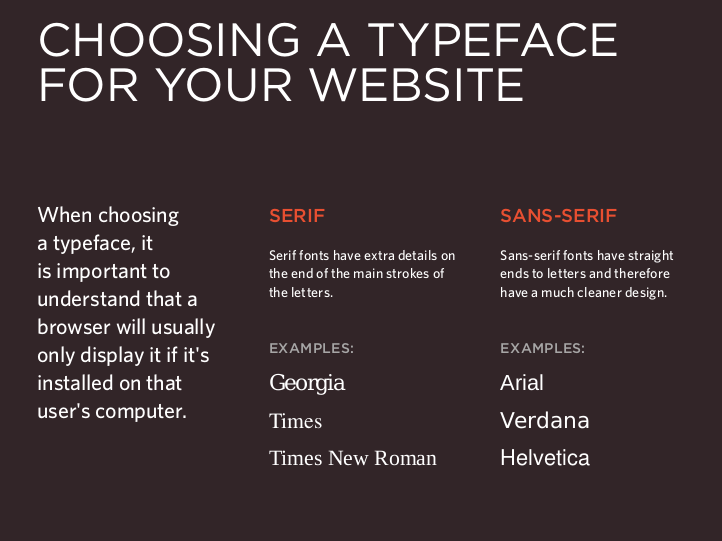 CHOOSING A TYPEFACE
FOR YOUR WEBSITE
When choosing
a typeface, it
is important to
understand that a
browser will usually
only display it if it's
installed on that
user's computer.
SERIF
Serif fonts have extra details on
the end of the main strokes of
the letters.
EXAMPLES:
Georgia
Times
Times New Roman
SANS-SERIF
Sans-serif fonts have straight
ends to letters and therefore
have a much cleaner design.
EXAMPLES:
Arial
Verdana
Helvetica